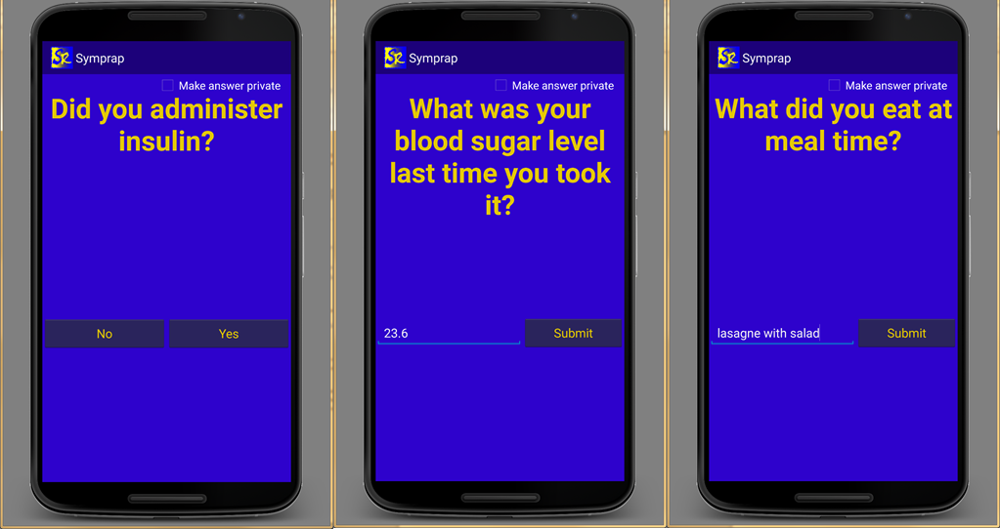 Symprap
Make answer private
Did you administer
insulin?
No
Yes
Symprap
Make answer private
What was your
blood sugar level
last time you took
it?
23.6
Submit
Symprap
Make answer private
What did you eat at
meal time?
lasagne with salad
Submit